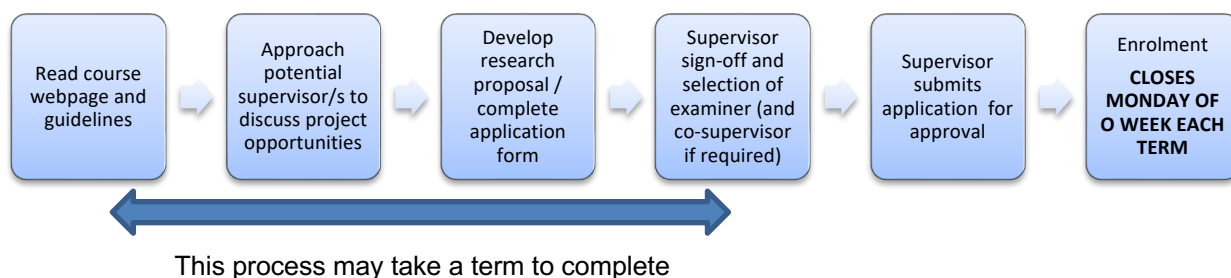 Read course
webpage and
guidelines
Approach
potential
supervisor/s to
discuss project
opportunities
Develop
research
proposal /
complete
application
form
Supervisor
sign-off and
selection of
examiner (and
co-supervisor
if required)
Supervisor
submits
application for
approval
Enrolment
CLOSES
MONDAY OF
O WEEK EACH
TERM
This process may take a term to complete